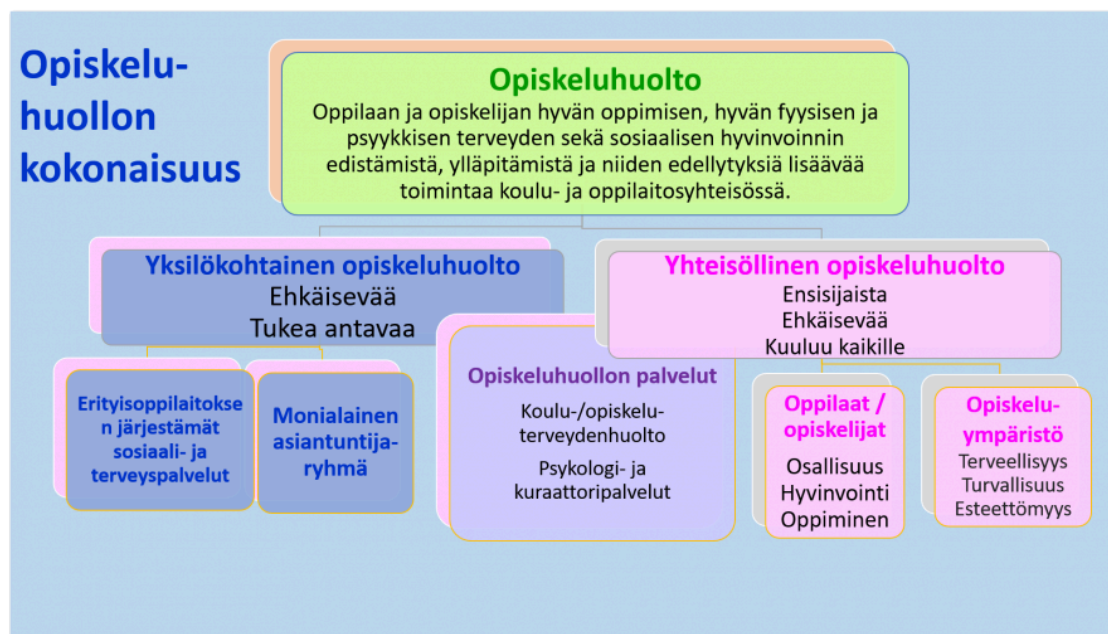 Opiskelu-
huollon
kokonaisuus
Opiskeluhuolto
Oppilaan ja opiskelijan hyvän oppimisen, hyvän fyysisen ja
psyykkisen terveyden sekä sosiaalisen hyvinvoinnin
edistämistä, ylläpitämistä ja niiden edellytyksiä lisäävää
toimintaa koulu- ja oppilaitosyhteisössä.
Yksilökohtainen opiskeluhuolto
Ehkäisevää
Tukea antavaa
Yhteisöllinen opiskeluhuolto
Ensisijaista
Ehkäisevää
Kuuluu kaikille
Erityisoppilaitokse
n järjestämät
sosiaali- ja
terveyspalvelut
Monialainen
asiantuntija-
ryhmä
Opiskeluhuollon palvelut
Koulu-/opiskelu-
terveydenhuolto
Psykologi- ja
kuraattoripalvelut
Oppilaat /
opiskelijat
Osallisuus
Hyvinvointi
Oppiminen
Opiskelu-
ympäristö
Terveellisyys
Turvallisuus
Esteettömyys